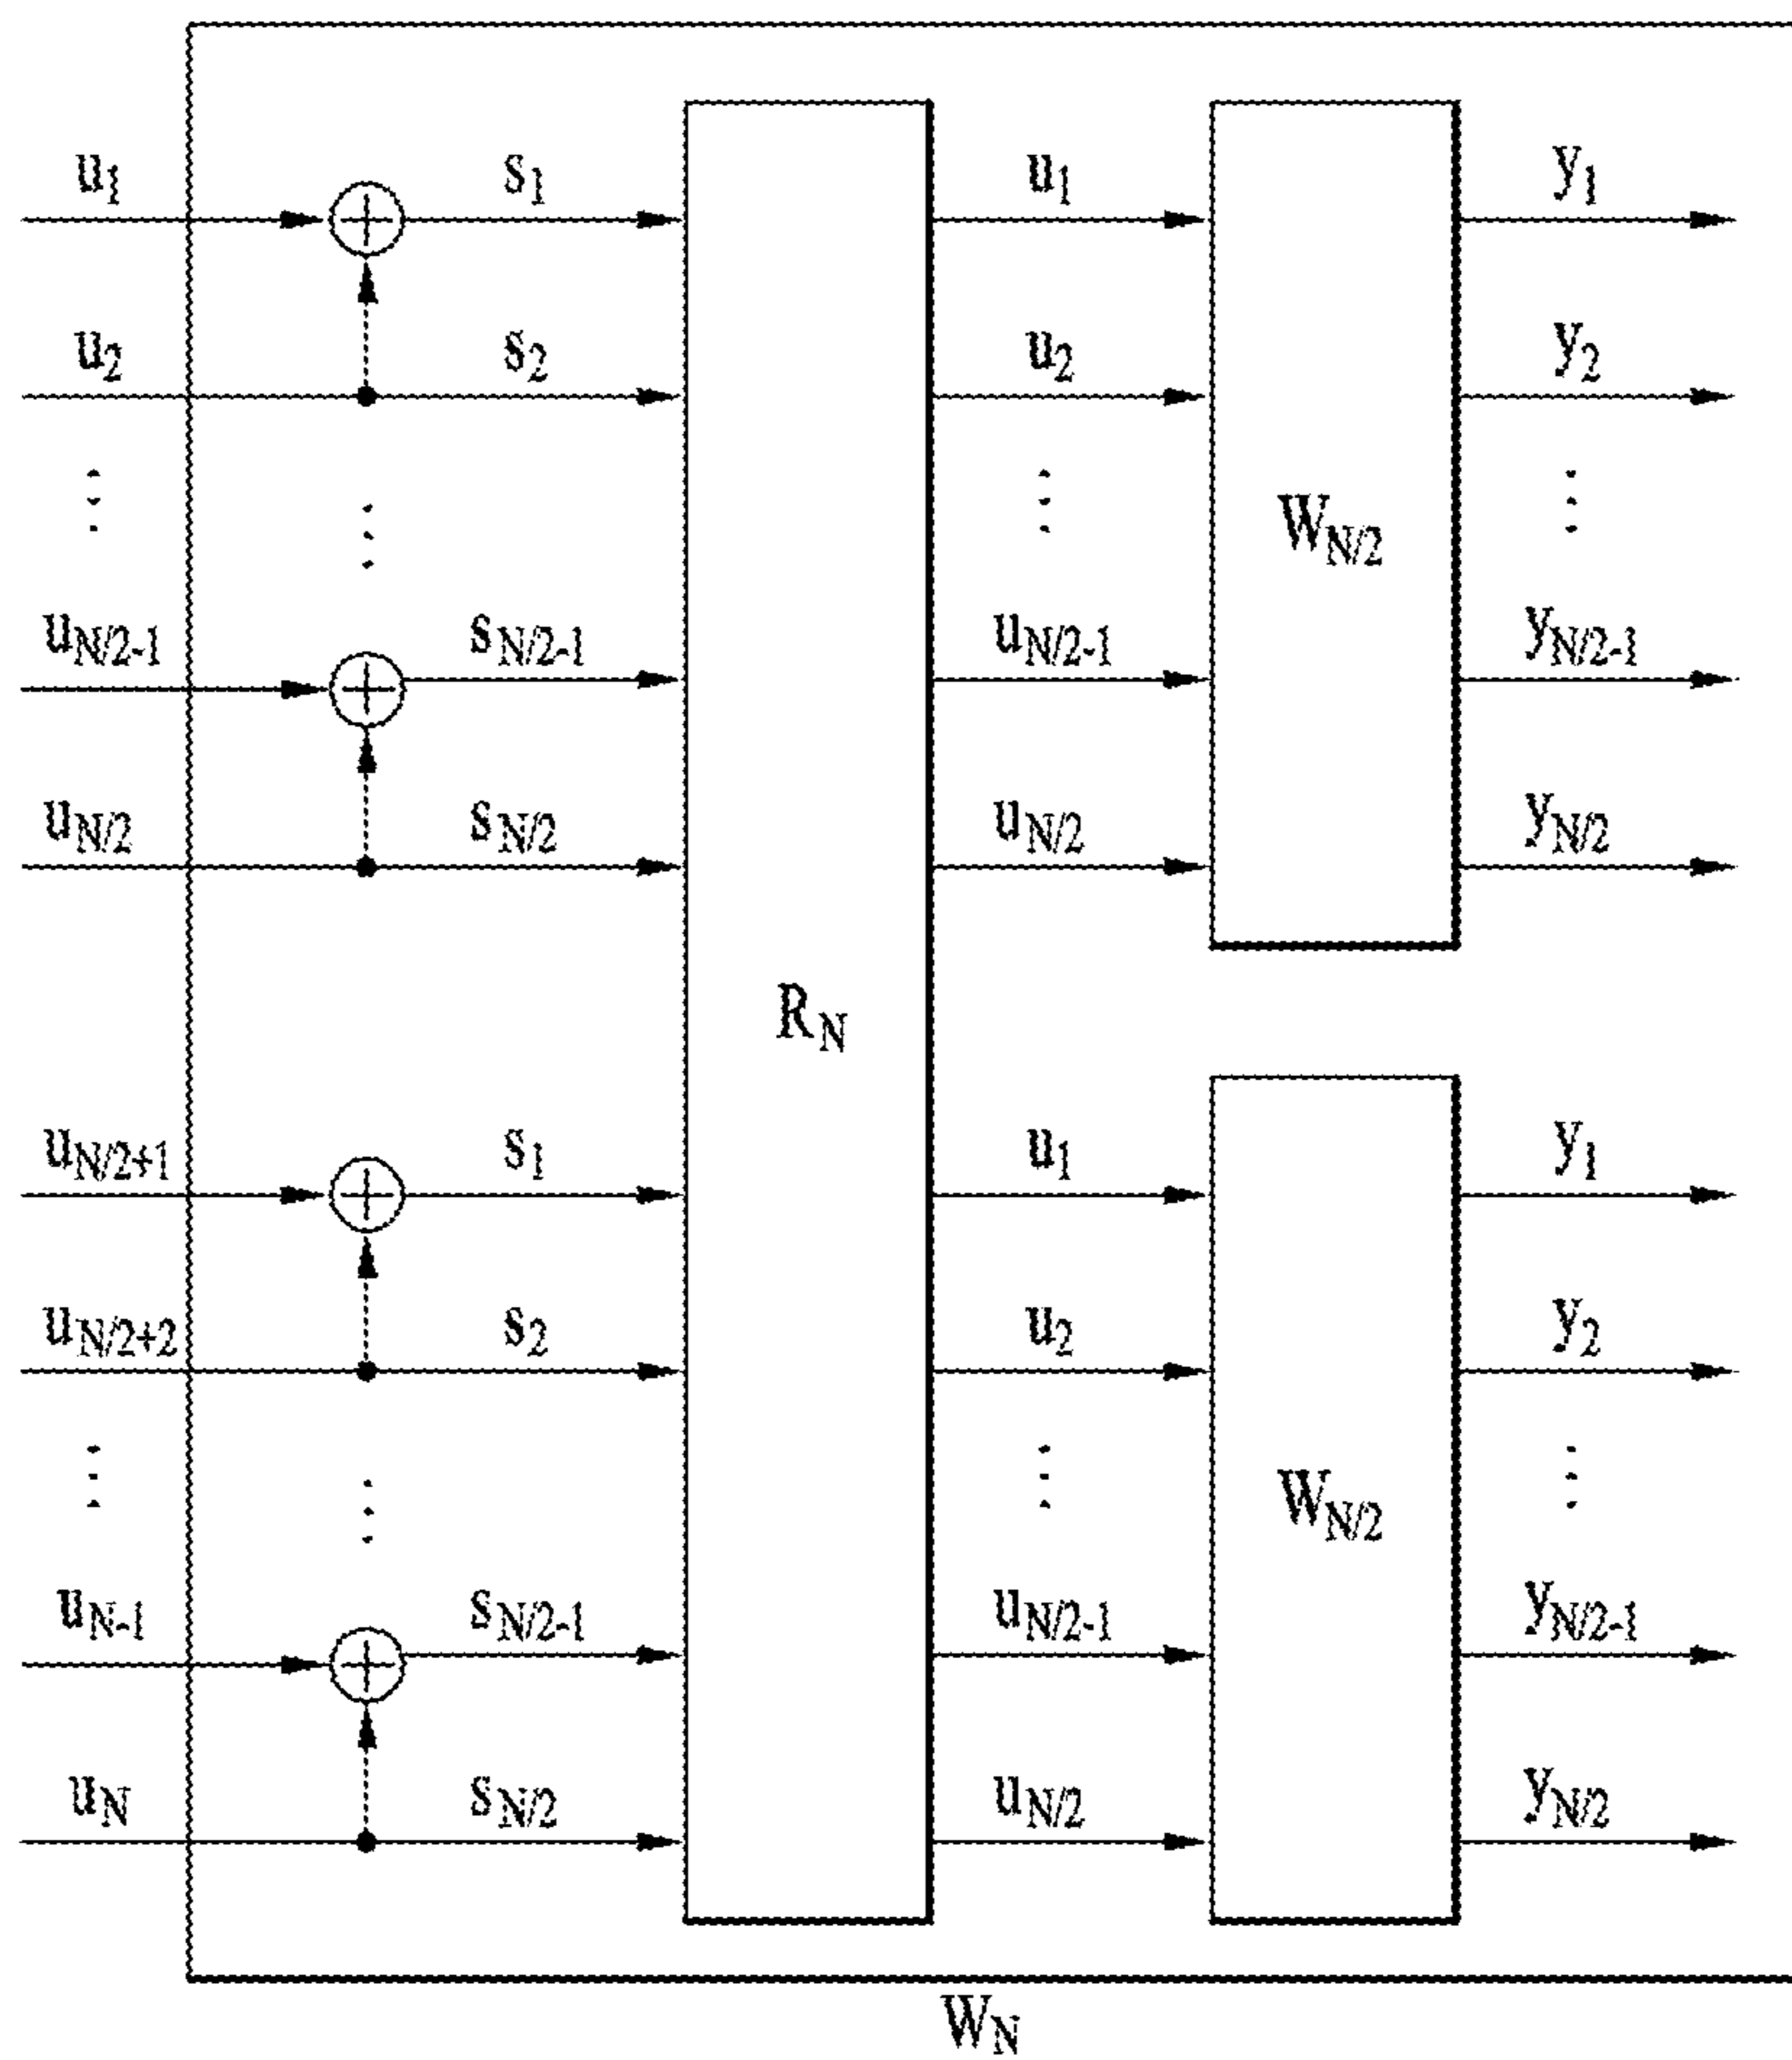 u1 s1 u1 y1
u2 s2 u2 y2
uN/2-1 sN/2-1 WN/2 uN/2-1 yN/2-1
uN/2 sN/2 uN/2 yN/2
RN
uN/2+1 s1 u1 y1
uN/2+2 s2 u2 y2
WN/2
uN-1 sN/2-1 uN/2-1 yN/2-1
uN sN/2 uN/2 yN/2
WN